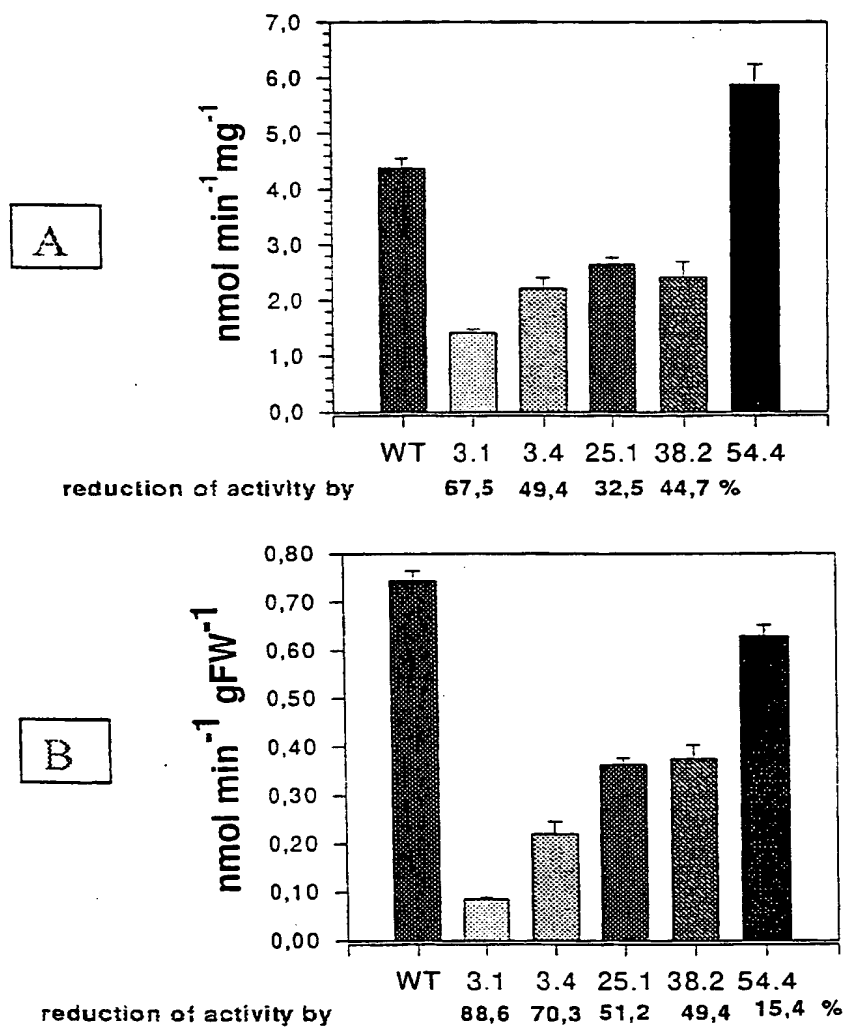 7,0
6,0
5,0
4,0
3,0
2,0
1,0
0,0
nmol min-1mg-1
A
WT 3.1 3.4 25.1 38.2 54.4
reduction of activity by 67,5 49,4 32,5 44,7 %
0,80
0,70
0,60
0,50
0,40
0,30
0,20
0,10
0,00
nmol min-1 gFW-1
B
WT 3.1 3.4 25.1 38.2 54.4
reduction of activity by 88,6 70,3 51,2 49,4 15,4 %